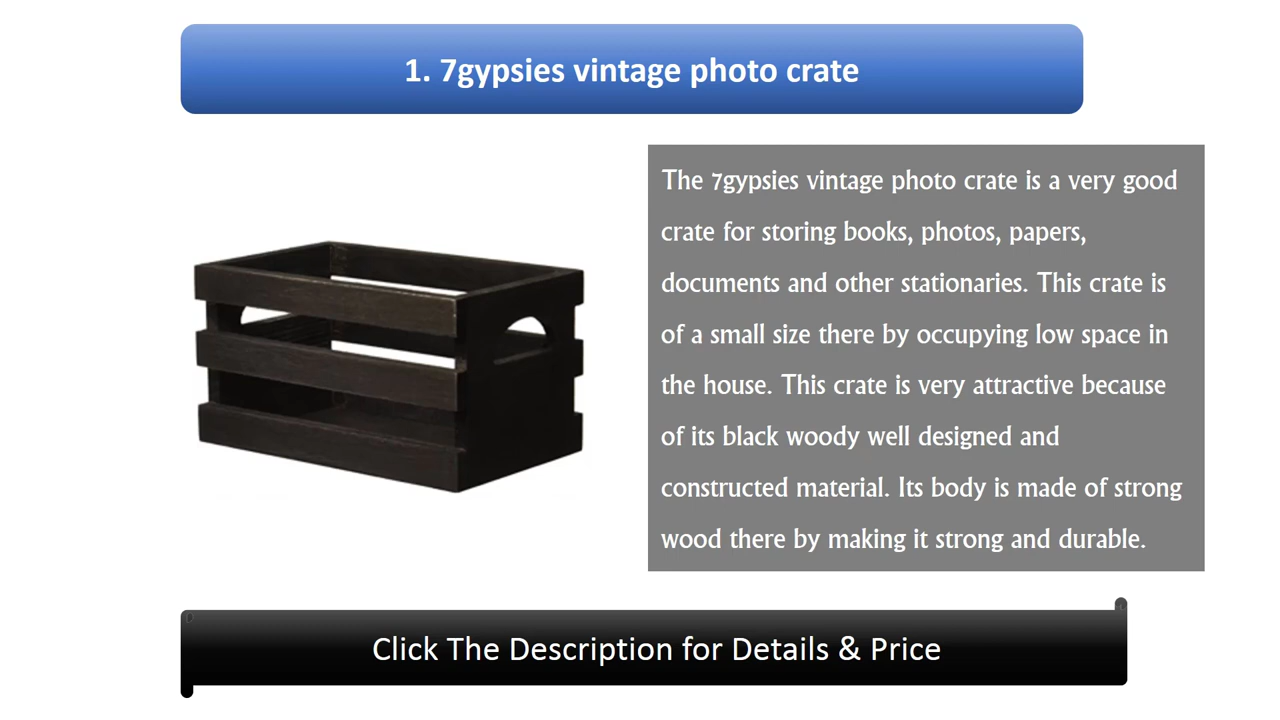 1. 7gypsies vintage photo crate
The 7gypsies vintage photo crate is a very good
crate for storing books, photos, papers,
documents and other stationaries. This crate is
of a small size there by occupying low space in
the house. This crate is very attractive because
of its black woody well designed and
constructed material. Its body is made of strong
wood there by making it strong and durable.
Click The Description for Details & Price